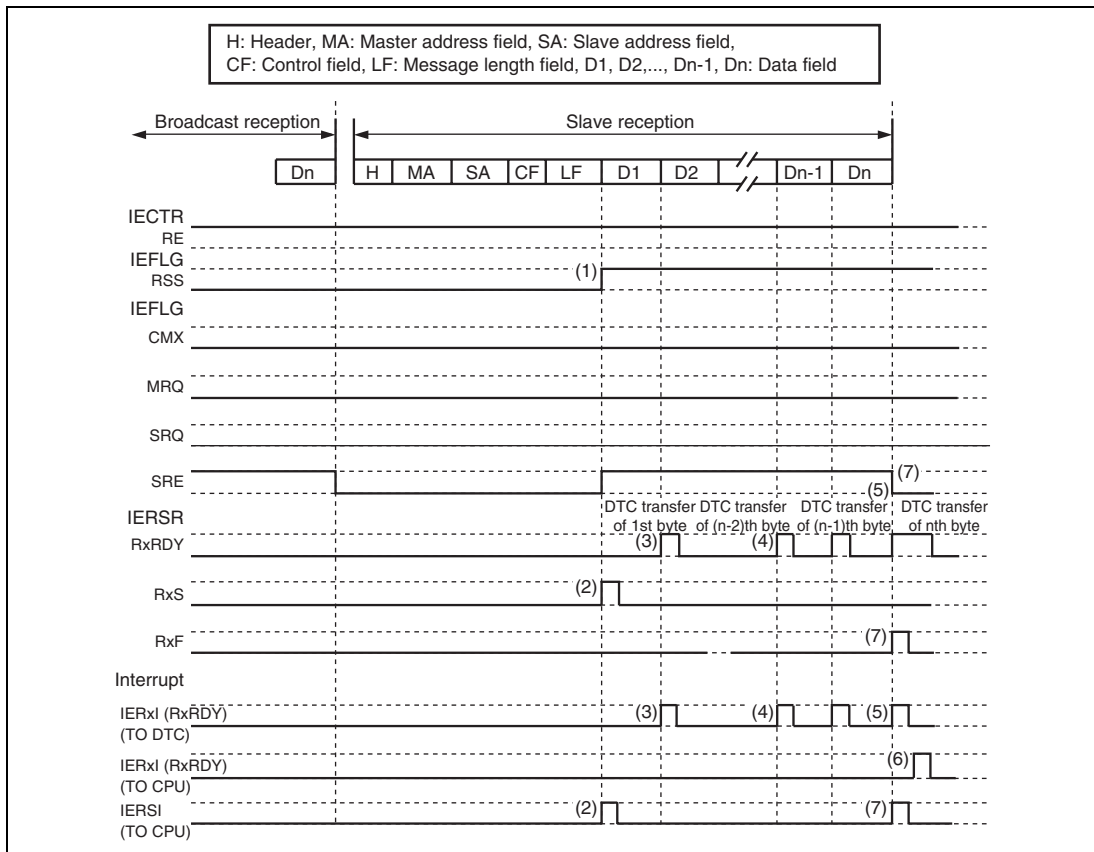 H: Header, MA: Master address field, SA: Slave address field,
CF: Control field, LF: Message length field, D1, D2,..., Dn-1, Dn: Data field
Broadcast reception
Slave reception
Dn
H
MA
SA
CF
LF
D1
D2
Dn-1
Dn
IECTR
RE
IEFLG
RSS
(1)
IEFLG
CMX
MRQ
SRQ
SRE
(7)
(5)
IERSR
DTC transfer
of 1st byte
DTC transfer
of (n-2)th byte
DTC transfer
of (n-1)th byte
DTC transfer
of nth byte
RxRDY
(3)
(4)
RxS
(2)
RxF
(7)
Interrupt
IERxI (RxRDY)
(TO DTC)
(3)
(4)
(5)
IERxI (RxRDY)
(TO CPU)
(6)
IERSI
(TO CPU)
(2)
(7)